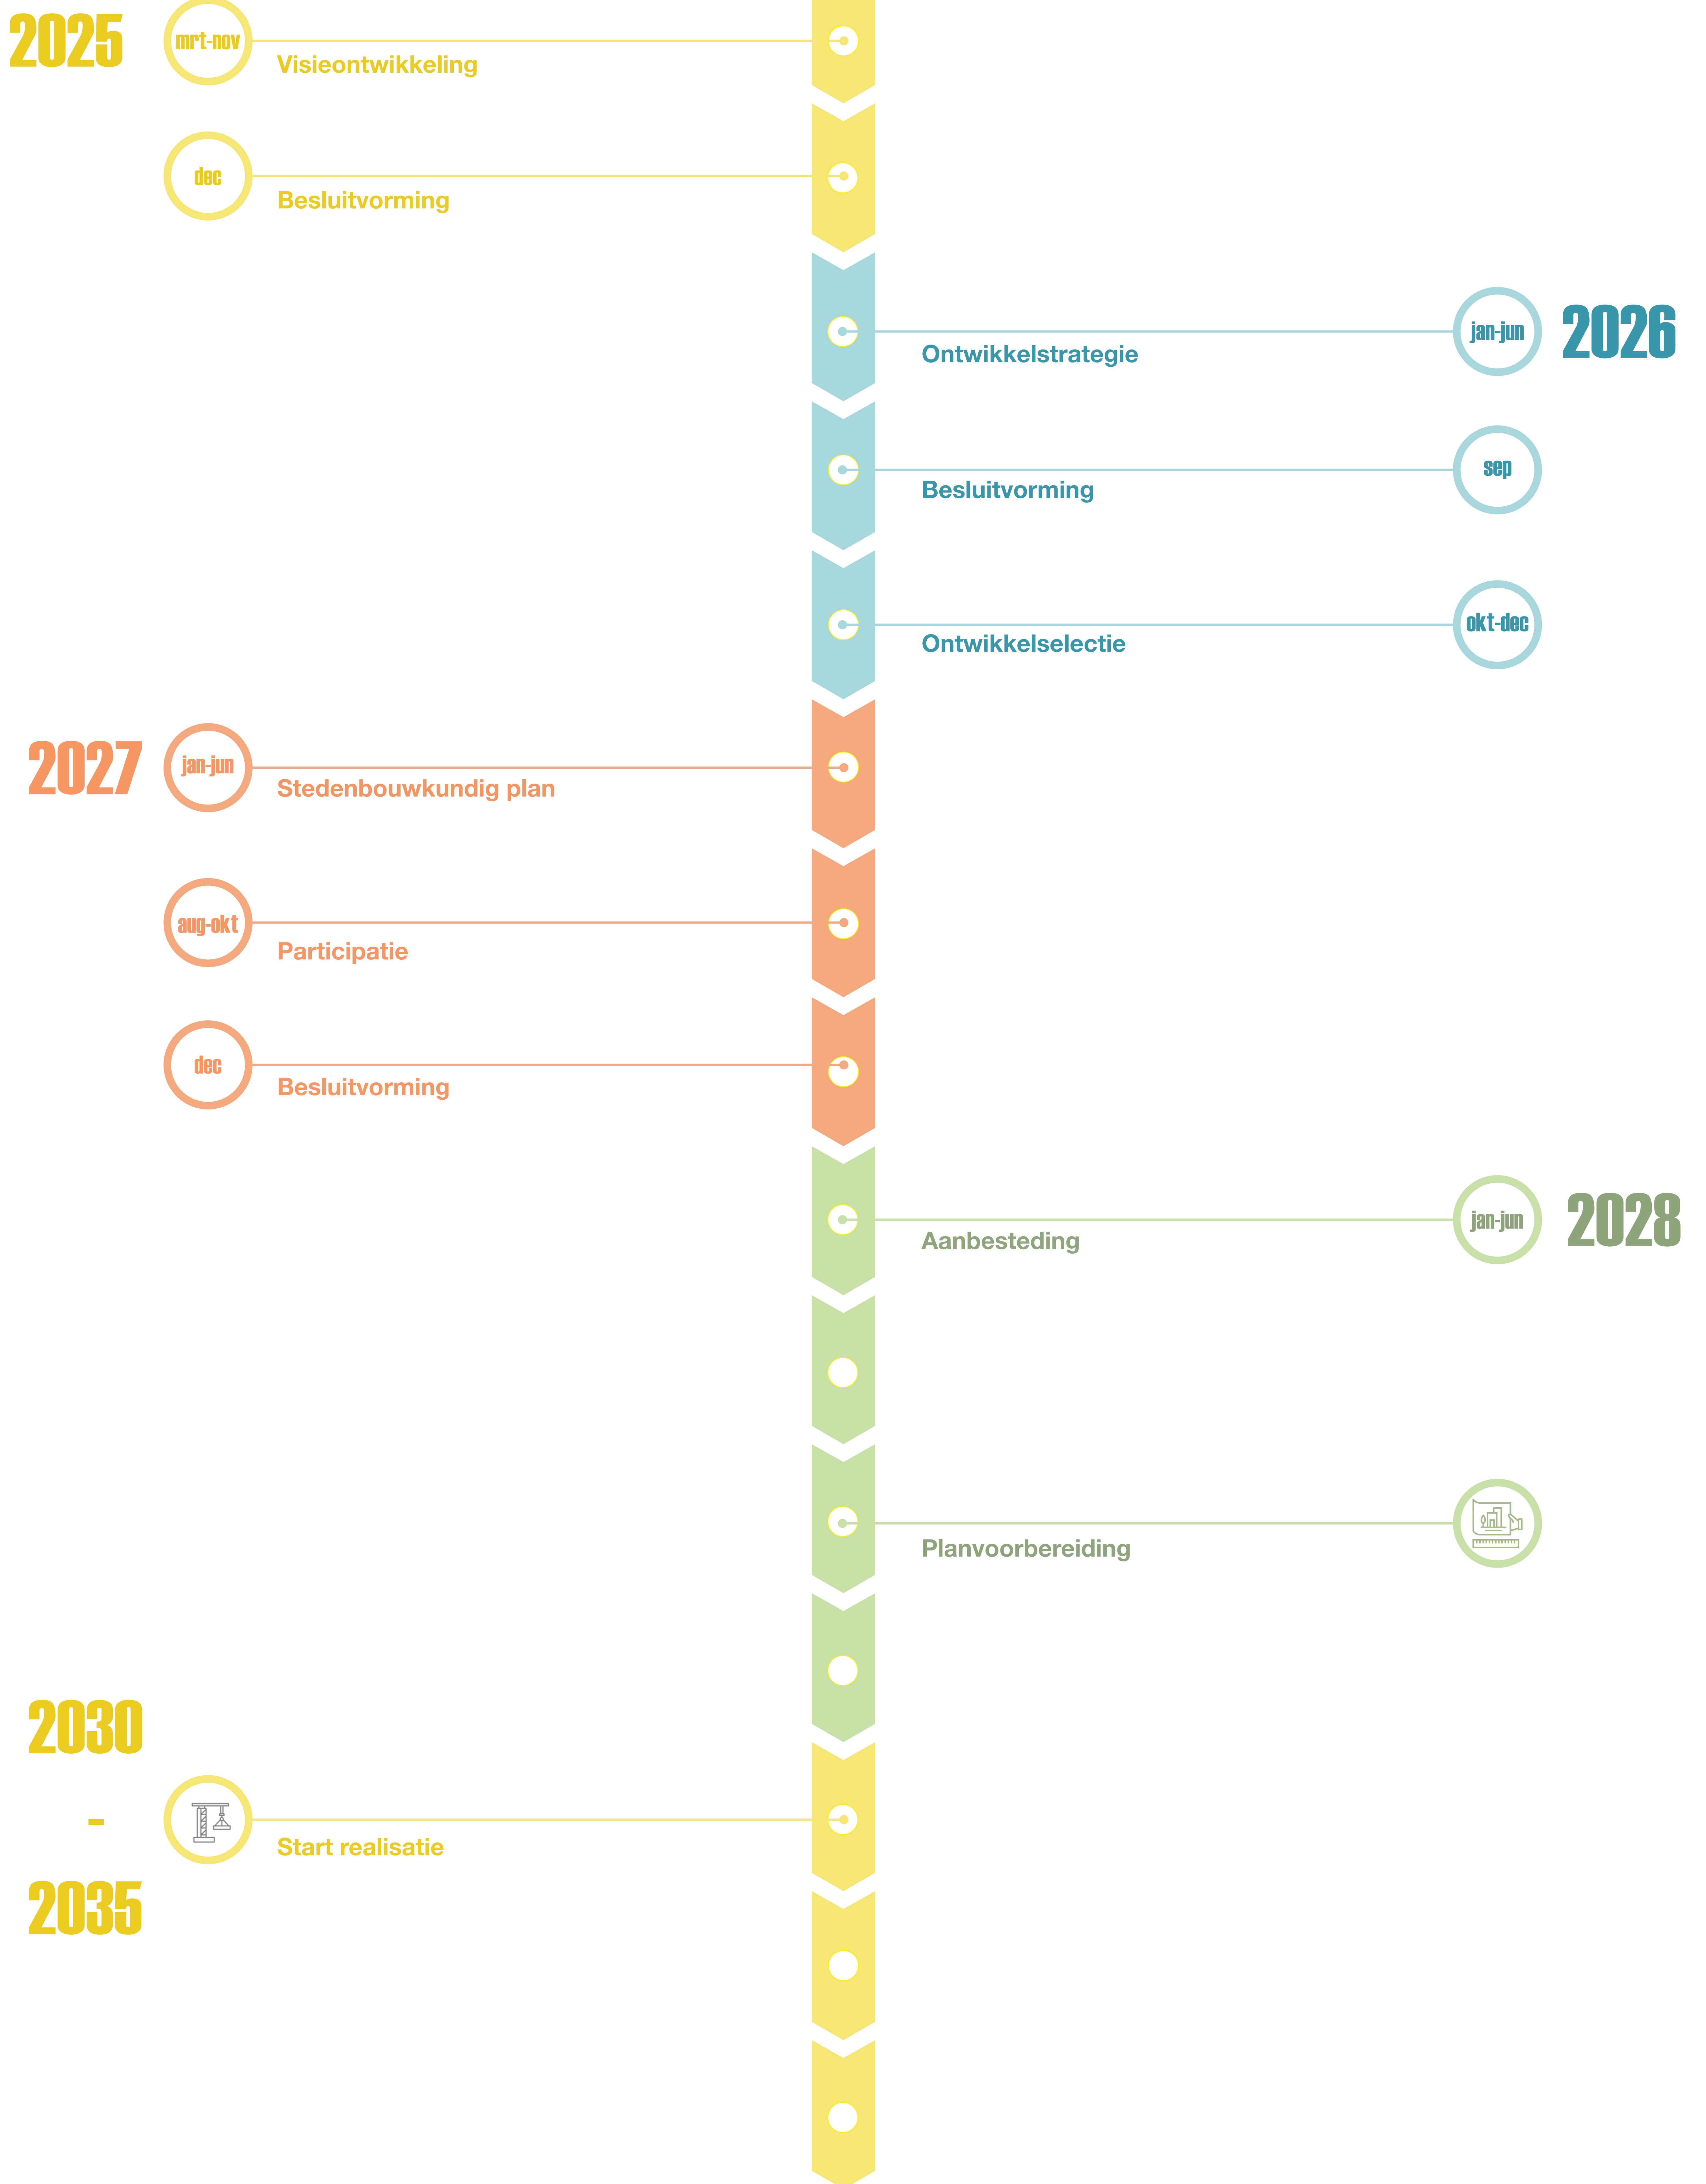 2025
mrt-nov
Visieontwikkeling
dec
Besluitvorming
jan-jun
2026
Ontwikkelstrategie
sep
Besluitvorming
okt-dec
Ontwikkelselectie
2027
jan-jun
Stedenbouwkundig plan
aug-okt
Participatie
dec
Besluitvorming
jan-jun
2028
Aanbesteding
Planvoorbereiding
2030
-
Start realisatie
2035